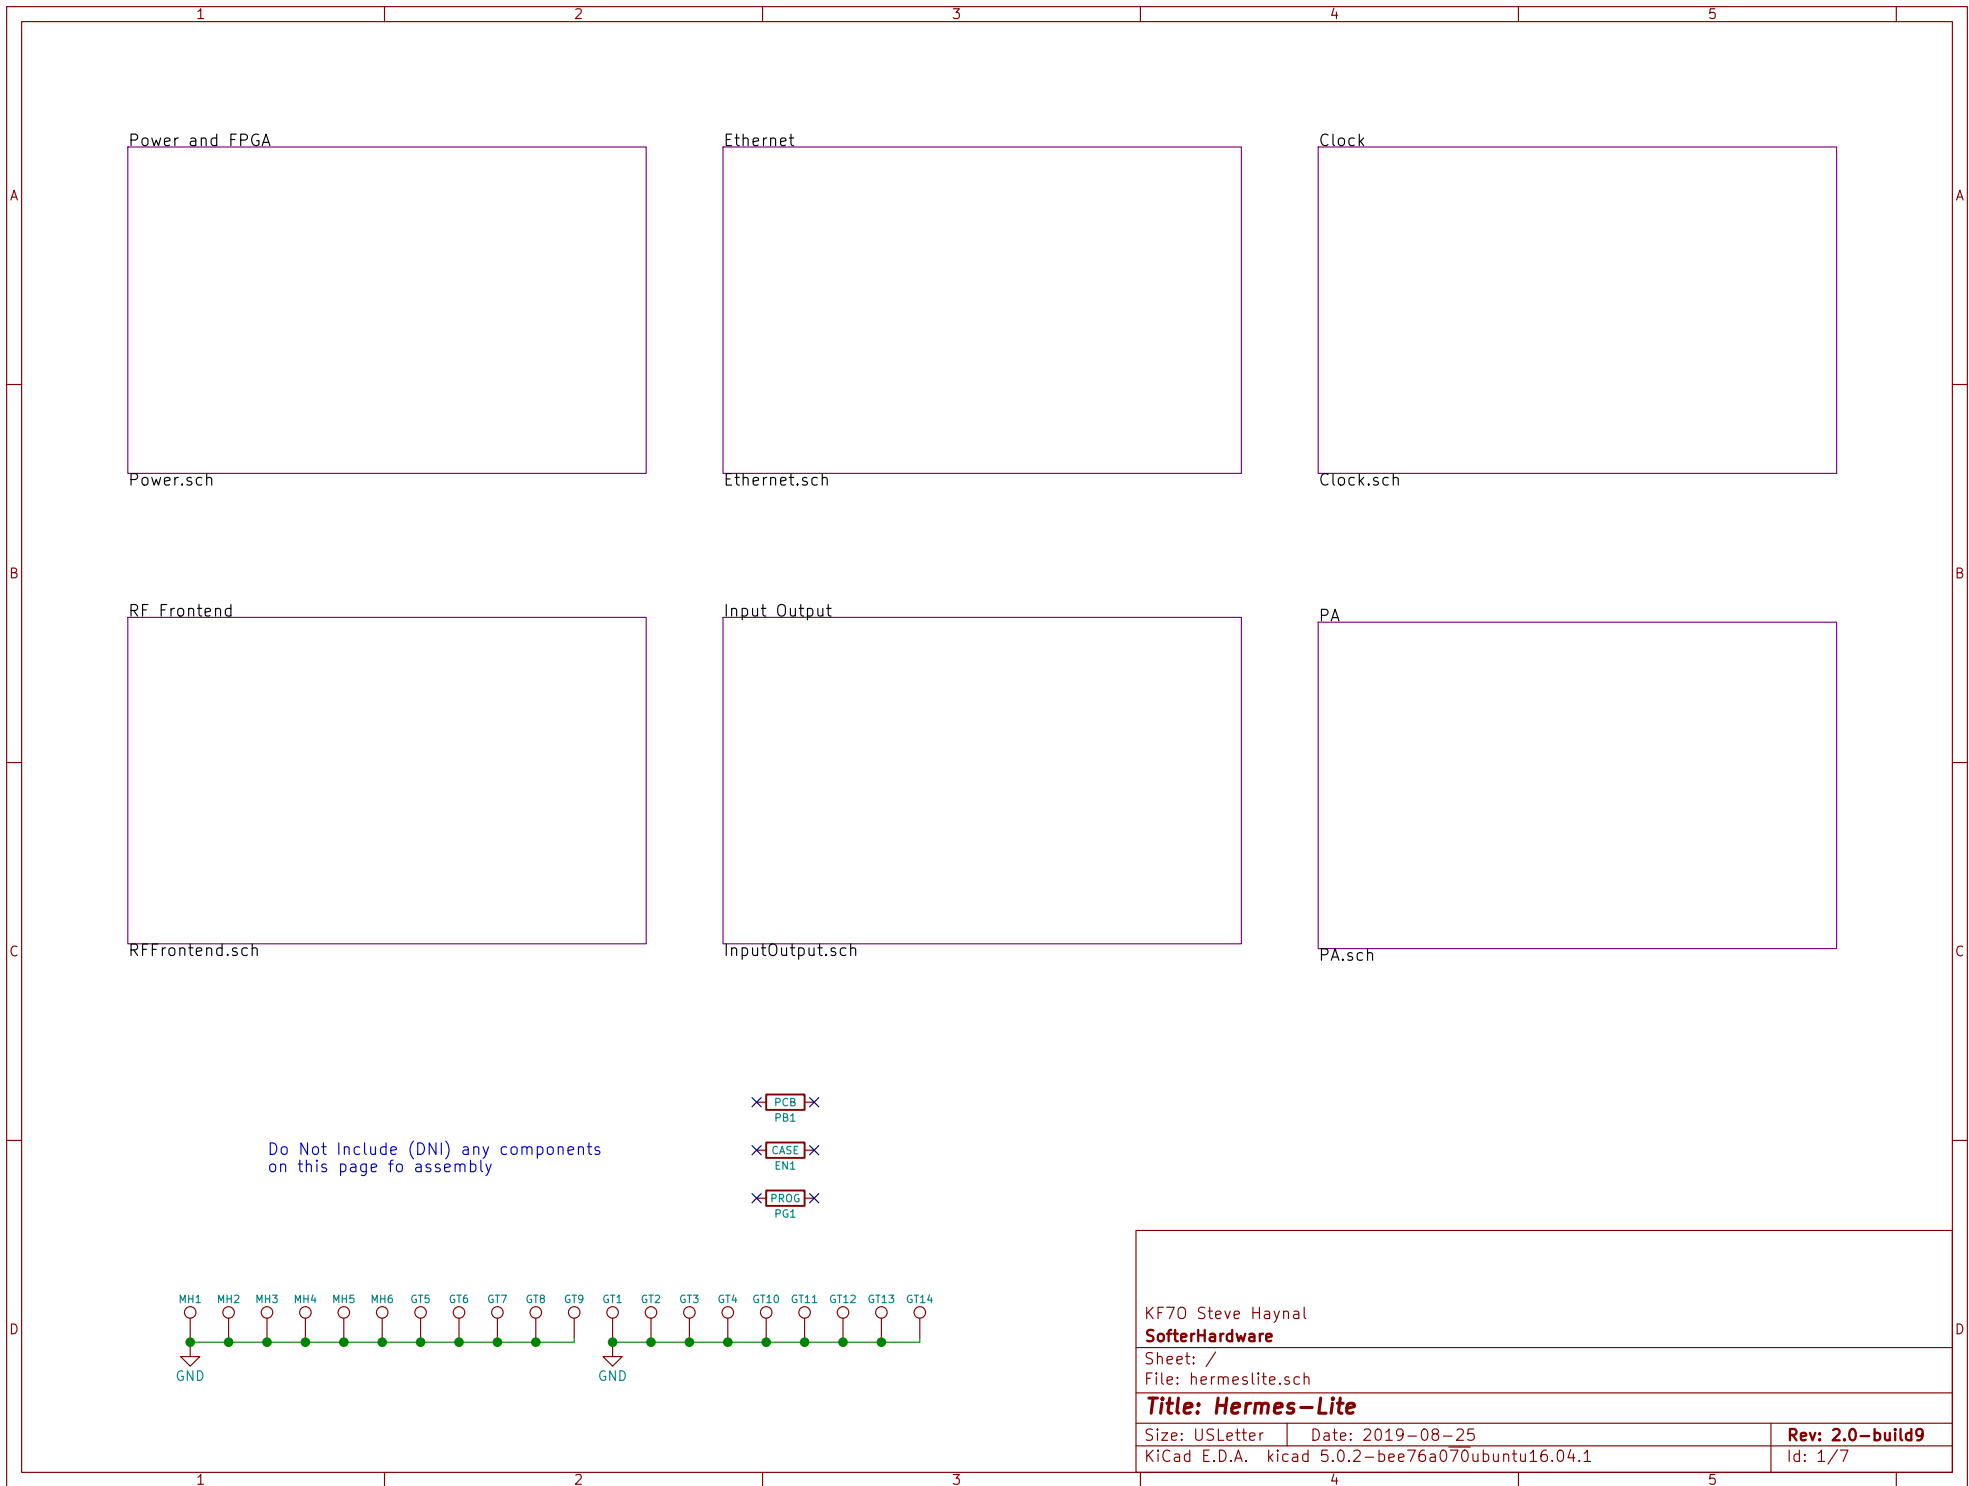 1 2 3 4 5
Power and FPGA Ethernet Clock
A A
Power.sch Ethernet.sch Clock.sch
B B
RF Frontend Input Output PA
RFFrontend.sch InputOutput.sch PA.sch
C C
PCB
PB1
Do Not Include (DNI) any components
on this page fo assembly
CASE
EN1
PROG
PG1
MH1 MH2 MH3 MH4 MH5 MH6 GT5 GT6 GT7 GT8 GT9 GT1 GT2 GT3 GT4 GT10 GT11 GT12 GT13 GT14
GND GND
D D
KF7O Steve Haynal
SofterHardware
Sheet: /
File: hermeslite.sch
Title: Hermes-Lite
Size: USLetter Date: 2019-08-25 Rev: 2.0-build9
KiCad E.D.A. kicad 5.0.2-bee76a070ubuntu16.04.1 Id: 1/7
1 2 3 4 5